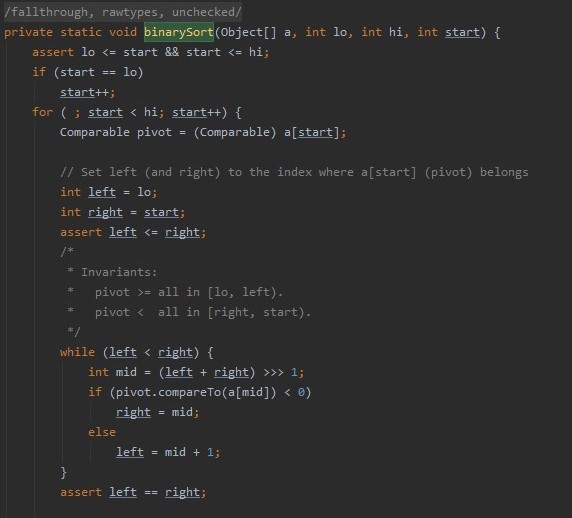 /fallthrough, rawtypes, unchecked/
private static void binarySort(Object[] a, int lo, int hi, int start) {
    assert lo <= start && start <= hi;
    if (start == lo)
        start++;
    for ( ; start < hi; start++) {
        Comparable pivot = (Comparable) a[start];

        // Set left (and right) to the index where a[start] (pivot) belongs
        int left = lo;
        int right = start;
        assert left <= right;
        /*
         * Invariants:
         *   pivot >= all in [lo, left).
         *   pivot <  all in [right, start).
         */
        while (left < right) {
            int mid = (left + right) >>> 1;
            if (pivot.compareTo(a[mid]) < 0)
                right = mid;
            else
                left = mid + 1;
        }
        assert left == right;